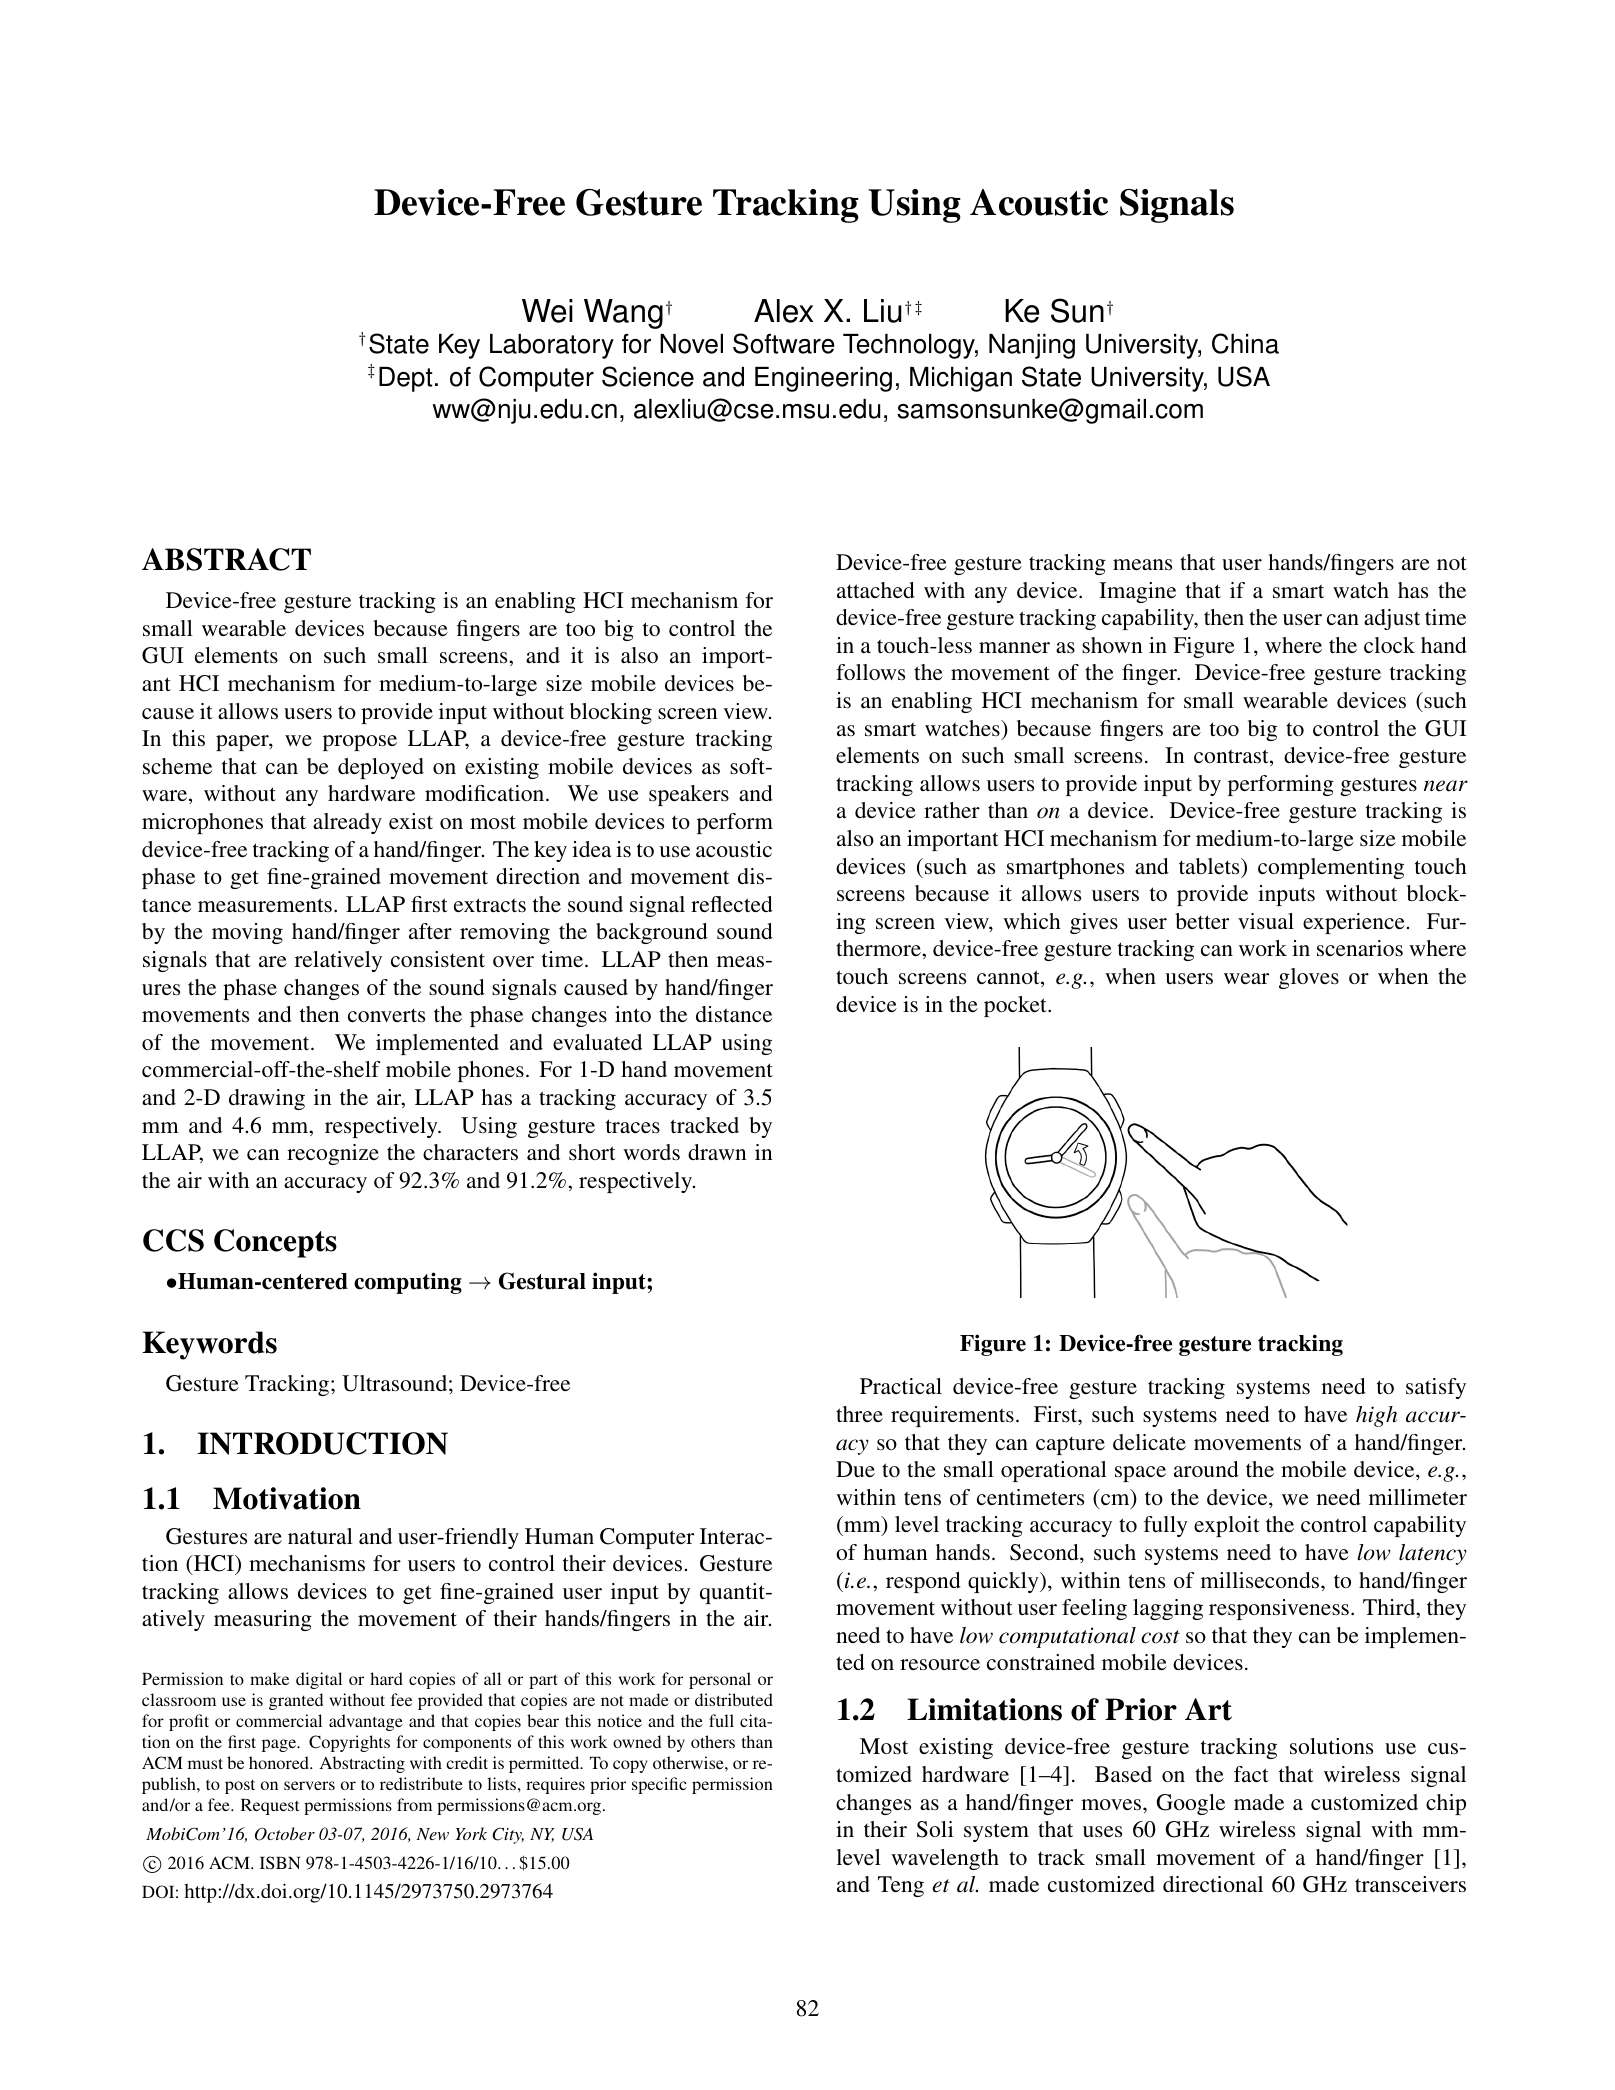 Device-Free Gesture Tracking Using Acoustic Signals
Wei Wang† Alex X. Liu†‡ Ke Sun†
†State Key Laboratory for Novel Software Technology, Nanjing University, China
‡Dept. of Computer Science and Engineering, Michigan State University, USA
ww@nju.edu.cn, alexliu@cse.msu.edu, samsonsunke@gmail.com
ABSTRACT
Device-free gesture tracking is an enabling HCI mechanism for
small wearable devices because fingers are too big to control the
GUI elements on such small screens, and it is also an import-
ant HCI mechanism for medium-to-large size mobile devices be-
cause it allows users to provide input without blocking screen view.
In this paper, we propose LLAP, a device-free gesture tracking
scheme that can be deployed on existing mobile devices as soft-
ware, without any hardware modification. We use speakers and
microphones that already exist on most mobile devices to perform
device-free tracking of a hand/finger. The key idea is to use acoustic
phase to get fine-grained movement direction and movement dis-
tance measurements. LLAP first extracts the sound signal reflected
by the moving hand/finger after removing the background sound
signals that are relatively consistent over time. LLAP then meas-
ures the phase changes of the sound signals caused by hand/finger
movements and then converts the phase changes into the distance
of the movement. We implemented and evaluated LLAP using
commercial-off-the-shelf mobile phones. For 1-D hand movement
and 2-D drawing in the air, LLAP has a tracking accuracy of 3.5
mm and 4.6 mm, respectively. Using gesture traces tracked by
LLAP, we can recognize the characters and short words drawn in
the air with an accuracy of 92.3% and 91.2%, respectively.
CCS Concepts
•Human-centered computing → Gestural input;
Keywords
Gesture Tracking; Ultrasound; Device-free
1. INTRODUCTION
1.1 Motivation
Gestures are natural and user-friendly Human Computer Interac-
tion (HCI) mechanisms for users to control their devices. Gesture
tracking allows devices to get fine-grained user input by quantit-
atively measuring the movement of their hands/fingers in the air.
Permission to make digital or hard copies of all or part of this work for personal or
classroom use is granted without fee provided that copies are not made or distributed
for profit or commercial advantage and that copies bear this notice and the full cita-
tion on the first page. Copyrights for components of this work owned by others than
ACM must be honored. Abstracting with credit is permitted. To copy otherwise, or re-
publish, to post on servers or to redistribute to lists, requires prior specific permission
and/or a fee. Request permissions from permissions@acm.org.
MobiCom'16, October 03-07, 2016, New York City, NY, USA
© 2016 ACM. ISBN 978-1-4503-4226-1/16/10...$15.00
DOI: http://dx.doi.org/10.1145/2973750.2973764
Device-free gesture tracking means that user hands/fingers are not
attached with any device. Imagine that if a smart watch has the
device-free gesture tracking capability, then the user can adjust time
in a touch-less manner as shown in Figure 1, where the clock hand
follows the movement of the finger. Device-free gesture tracking
is an enabling HCI mechanism for small wearable devices (such
as smart watches) because fingers are too big to control the GUI
elements on such small screens. In contrast, device-free gesture
tracking allows users to provide input by performing gestures near
a device rather than on a device. Device-free gesture tracking is
also an important HCI mechanism for medium-to-large size mobile
devices (such as smartphones and tablets) complementing touch
screens because it allows users to provide inputs without block-
ing screen view, which gives user better visual experience. Fur-
thermore, device-free gesture tracking can work in scenarios where
touch screens cannot, e.g., when users wear gloves or when the
device is in the pocket.
Figure 1: Device-free gesture tracking
Practical device-free gesture tracking systems need to satisfy
three requirements. First, such systems need to have high accur-
acy so that they can capture delicate movements of a hand/finger.
Due to the small operational space around the mobile device, e.g.,
within tens of centimeters (cm) to the device, we need millimeter
(mm) level tracking accuracy to fully exploit the control capability
of human hands. Second, such systems need to have low latency
(i.e., respond quickly), within tens of milliseconds, to hand/finger
movement without user feeling lagging responsiveness. Third, they
need to have low computational cost so that they can be implemen-
ted on resource constrained mobile devices.
1.2 Limitations of Prior Art
Most existing device-free gesture tracking solutions use cus-
tomized hardware [1–4]. Based on the fact that wireless signal
changes as a hand/finger moves, Google made a customized chip
in their Soli system that uses 60 GHz wireless signal with mm-
level wavelength to track small movement of a hand/finger [1],
and Teng et al. made customized directional 60 GHz transceivers
82